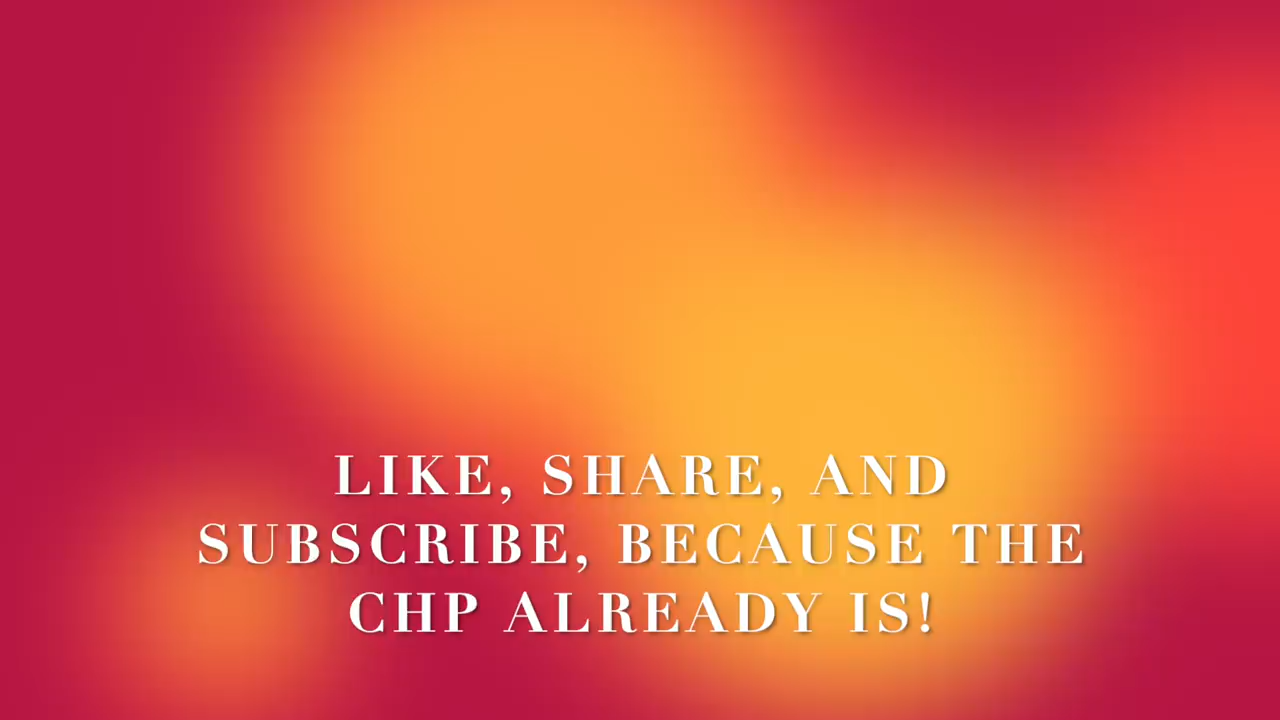 LIKE, SHARE, AND
SUBSCRIBE, BECAUSE THE
CHP ALREADY IS!